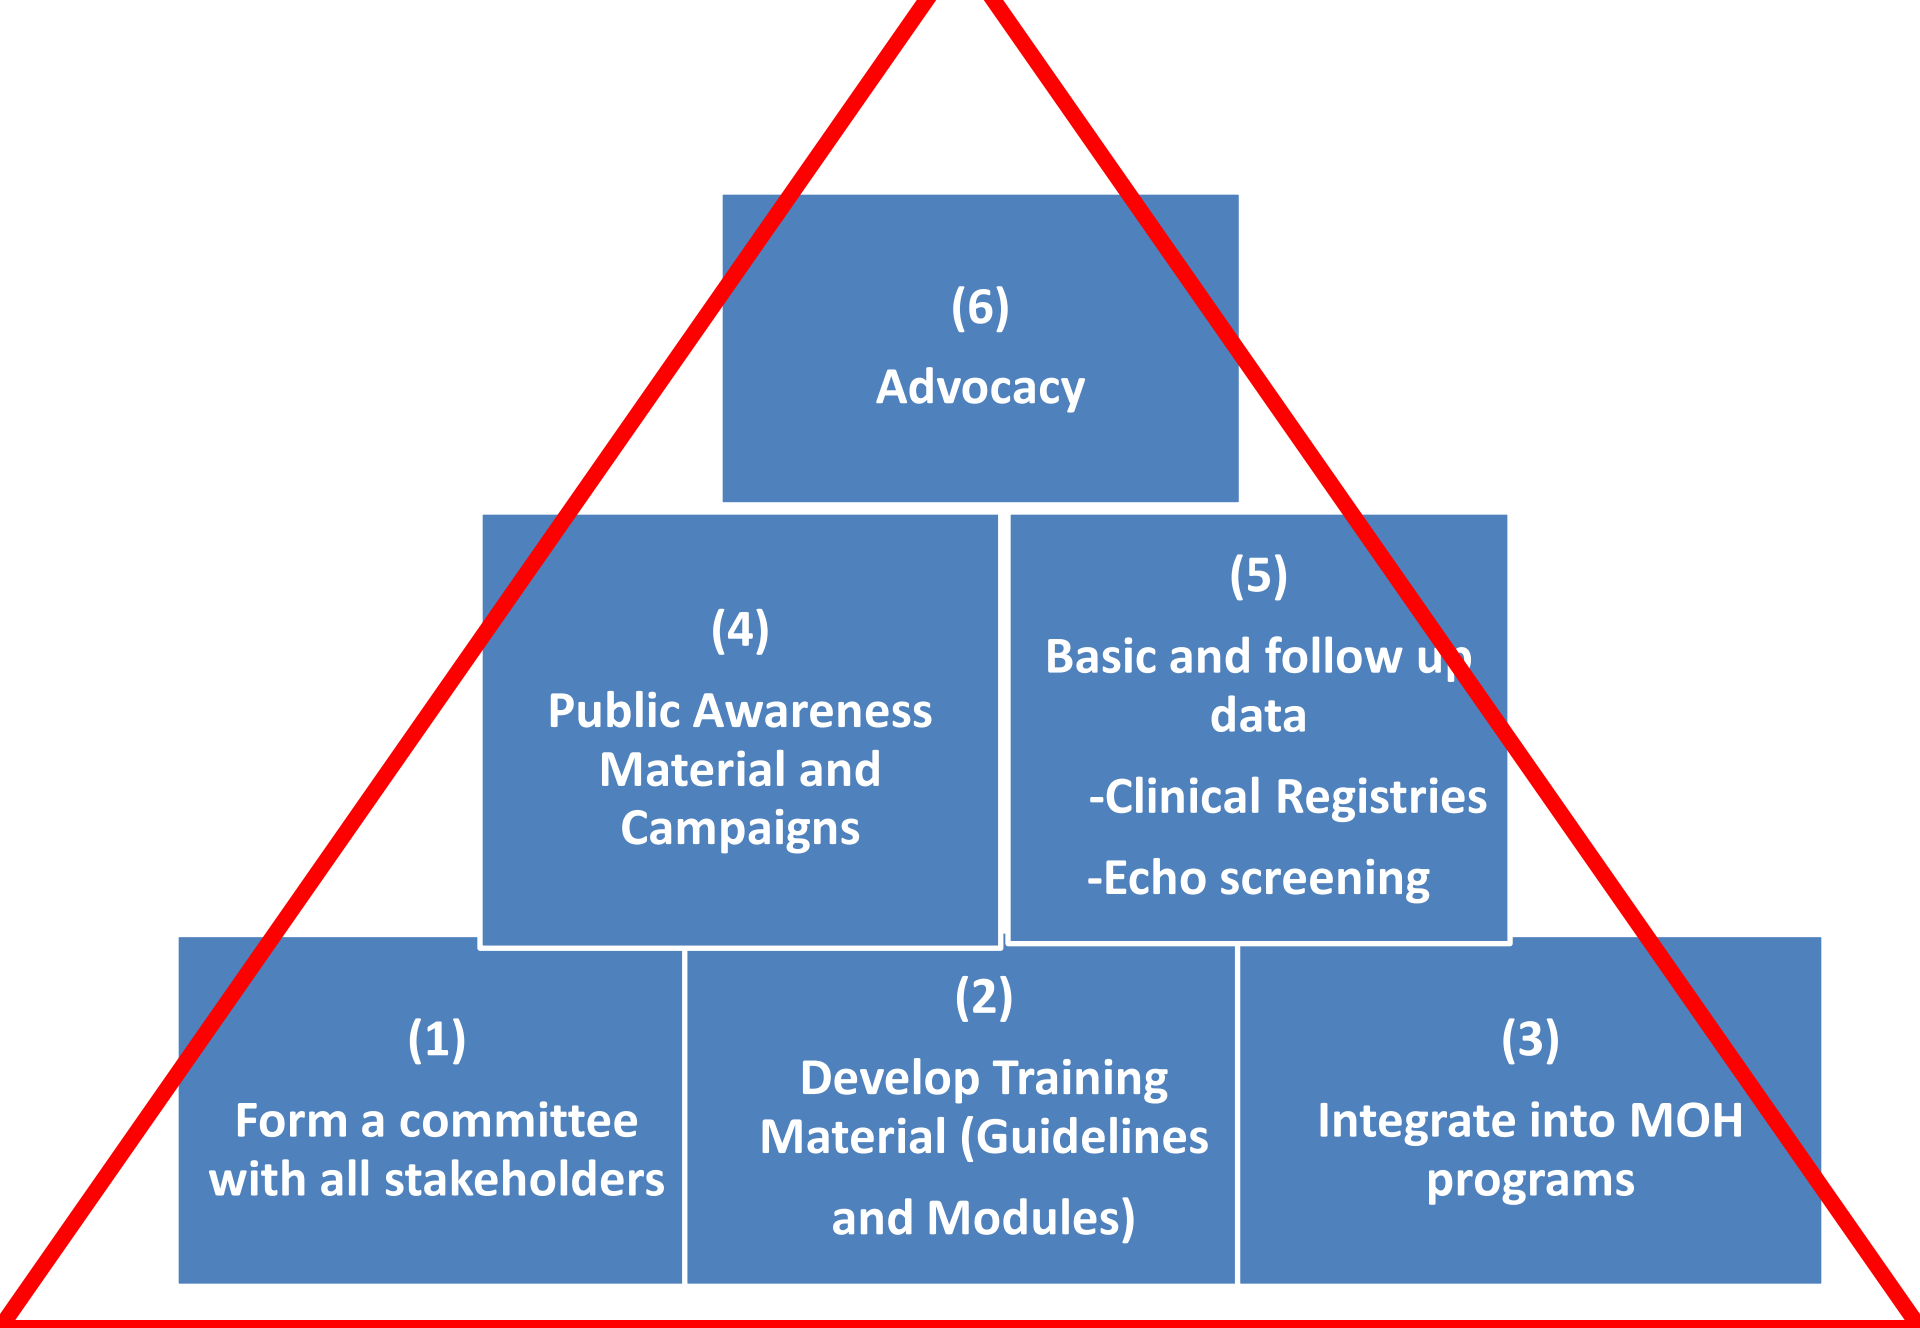 (6)
Advocacy
(4)
Public Awareness
Material and
Campaigns
(5)
Basic and follow up
data
-Clinical Registries
-Echo screening
(1)
Form a committee
with all stakeholders
(2)
Develop Training
Material (Guidelines
and Modules)
(3)
Integrate into MOH
programs